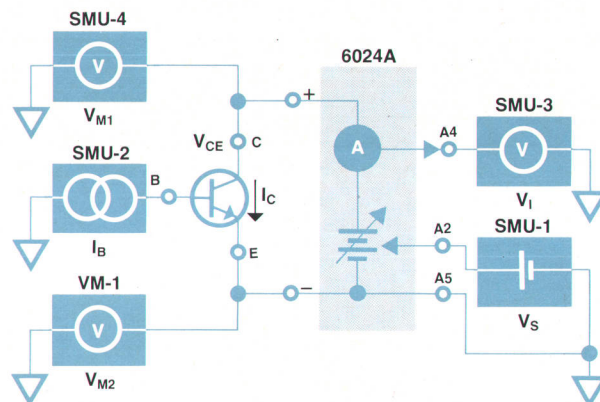 SMU-4
V
VM1
SMU-2
IB
VM-1
V
VM2
B
VCE
C
IC
E
+
−
6024A
A
A4
A2
A5
SMU-3
V
VI
SMU-1
VS